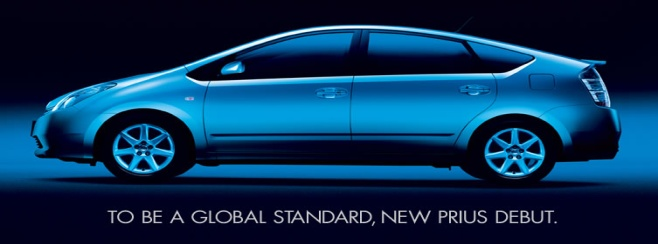 TO BE A GLOBAL STANDARD, NEW PRIUS DEBUT.